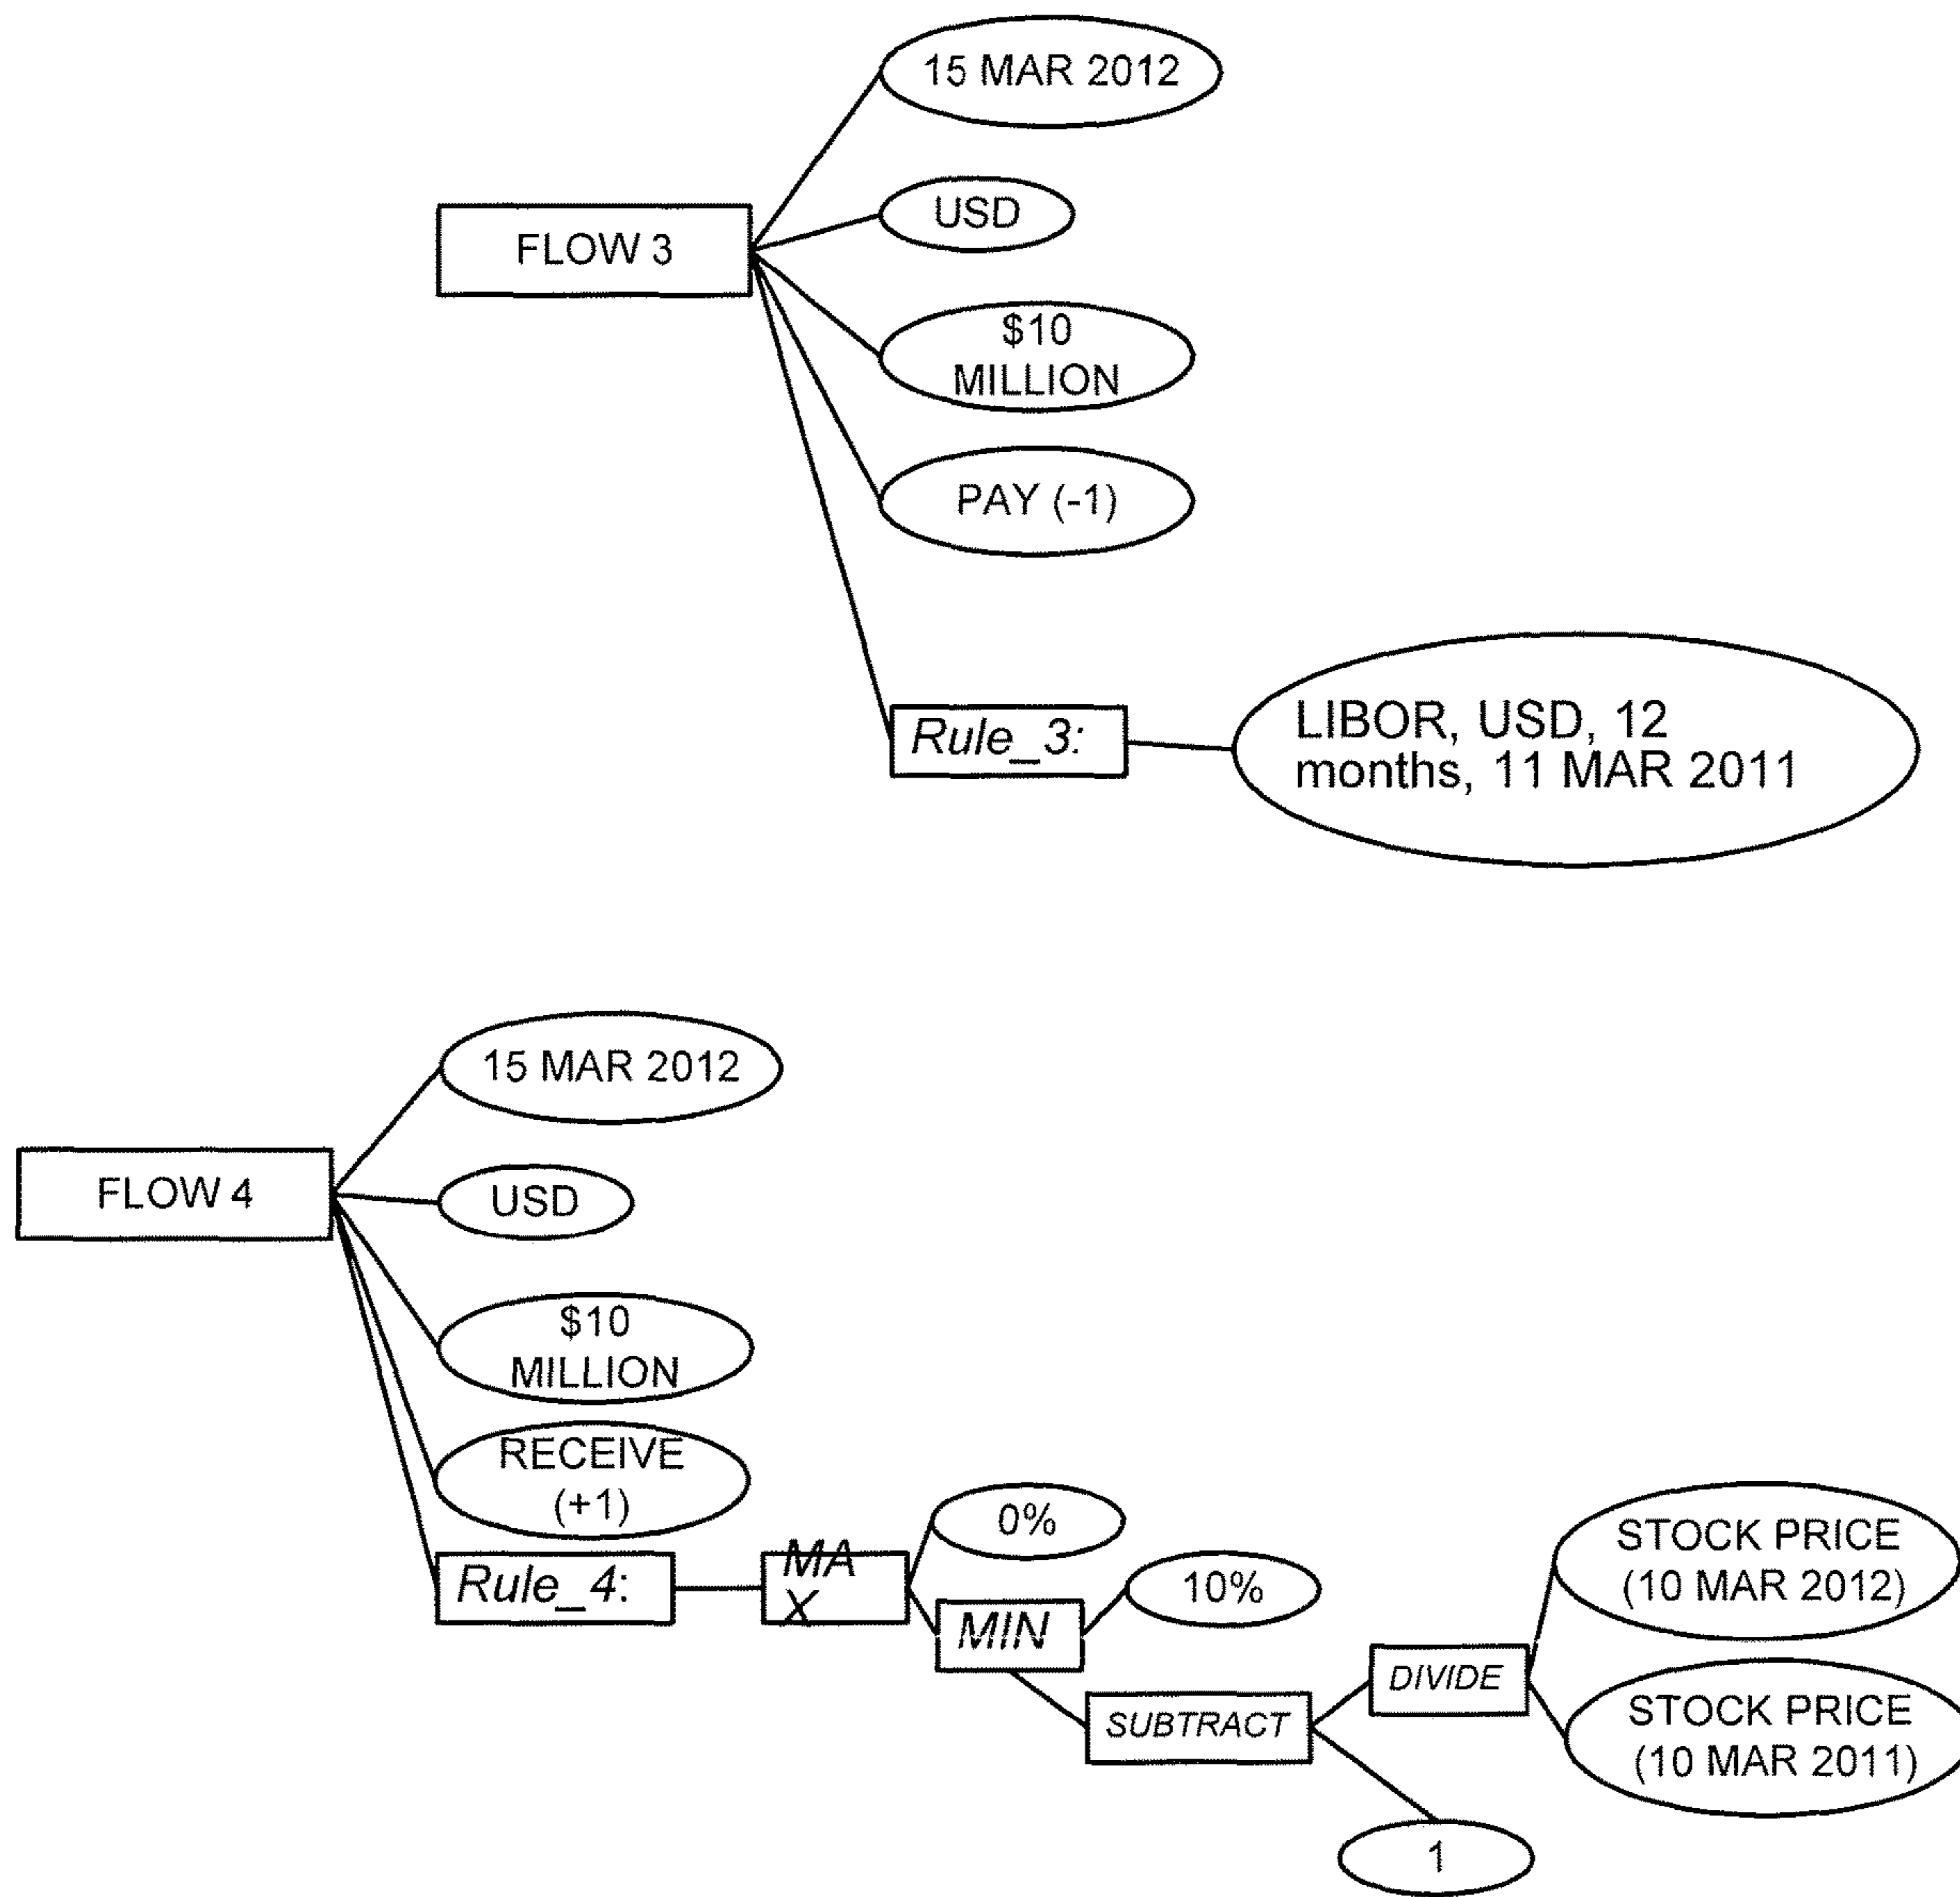 15 MAR 2012
USD
FLOW 3
$10
MILLION
PAY (-1)
Rule_3:
LIBOR, USD, 12
months, 11 MAR 2011
15 MAR 2012
FLOW 4
USD
$10
MILLION
RECEIVE
(+1)
Rule_4:
MA
X
0%
MIN
10%
SUBTRACT
DIVIDE
STOCK PRICE
(10 MAR 2012)
STOCK PRICE
(10 MAR 2011)
1